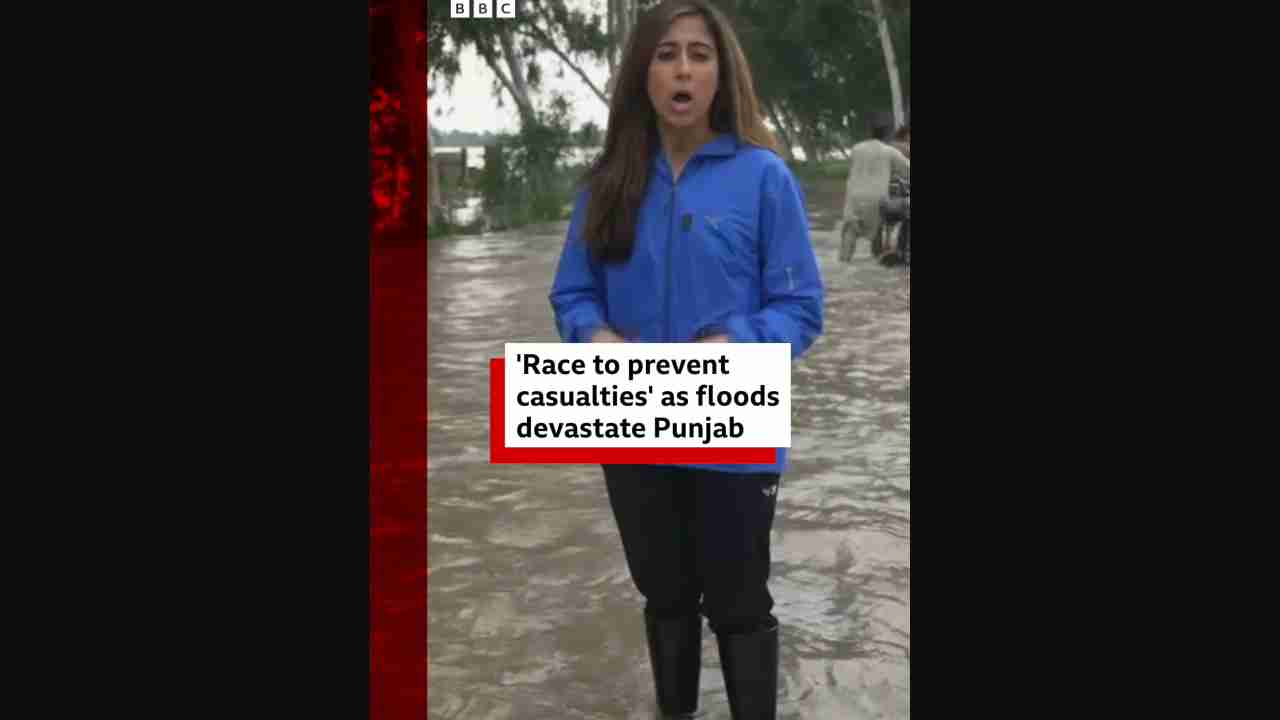 BBC
'Race to prevent
casualties' as floods
devastate Punjab